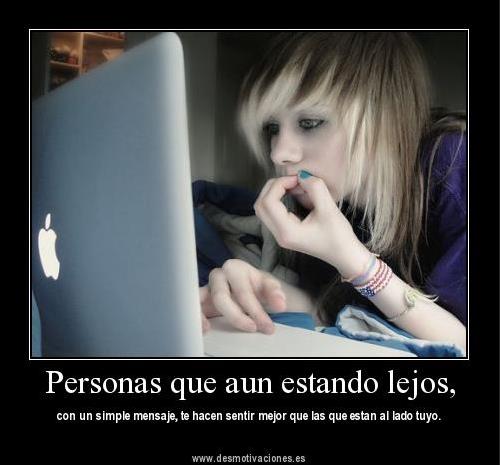 Personas que aun estando lejos,
con un simple mensaje, te hacen sentir mejor que las que estan al lado tuyo.
www.desmotivaciones.es